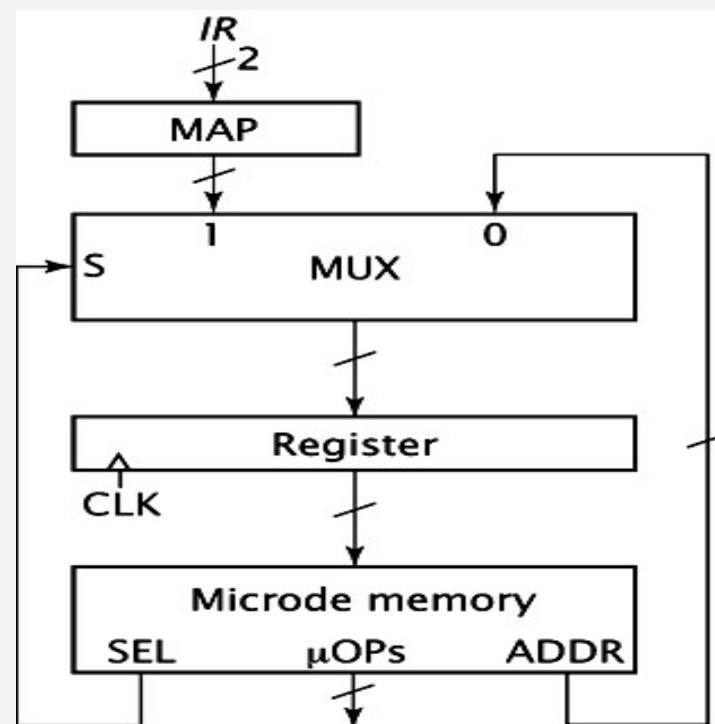 IR
2
MAP
1 0
S MUX
Register
CLK
Microde memory
SEL µOPs ADDR